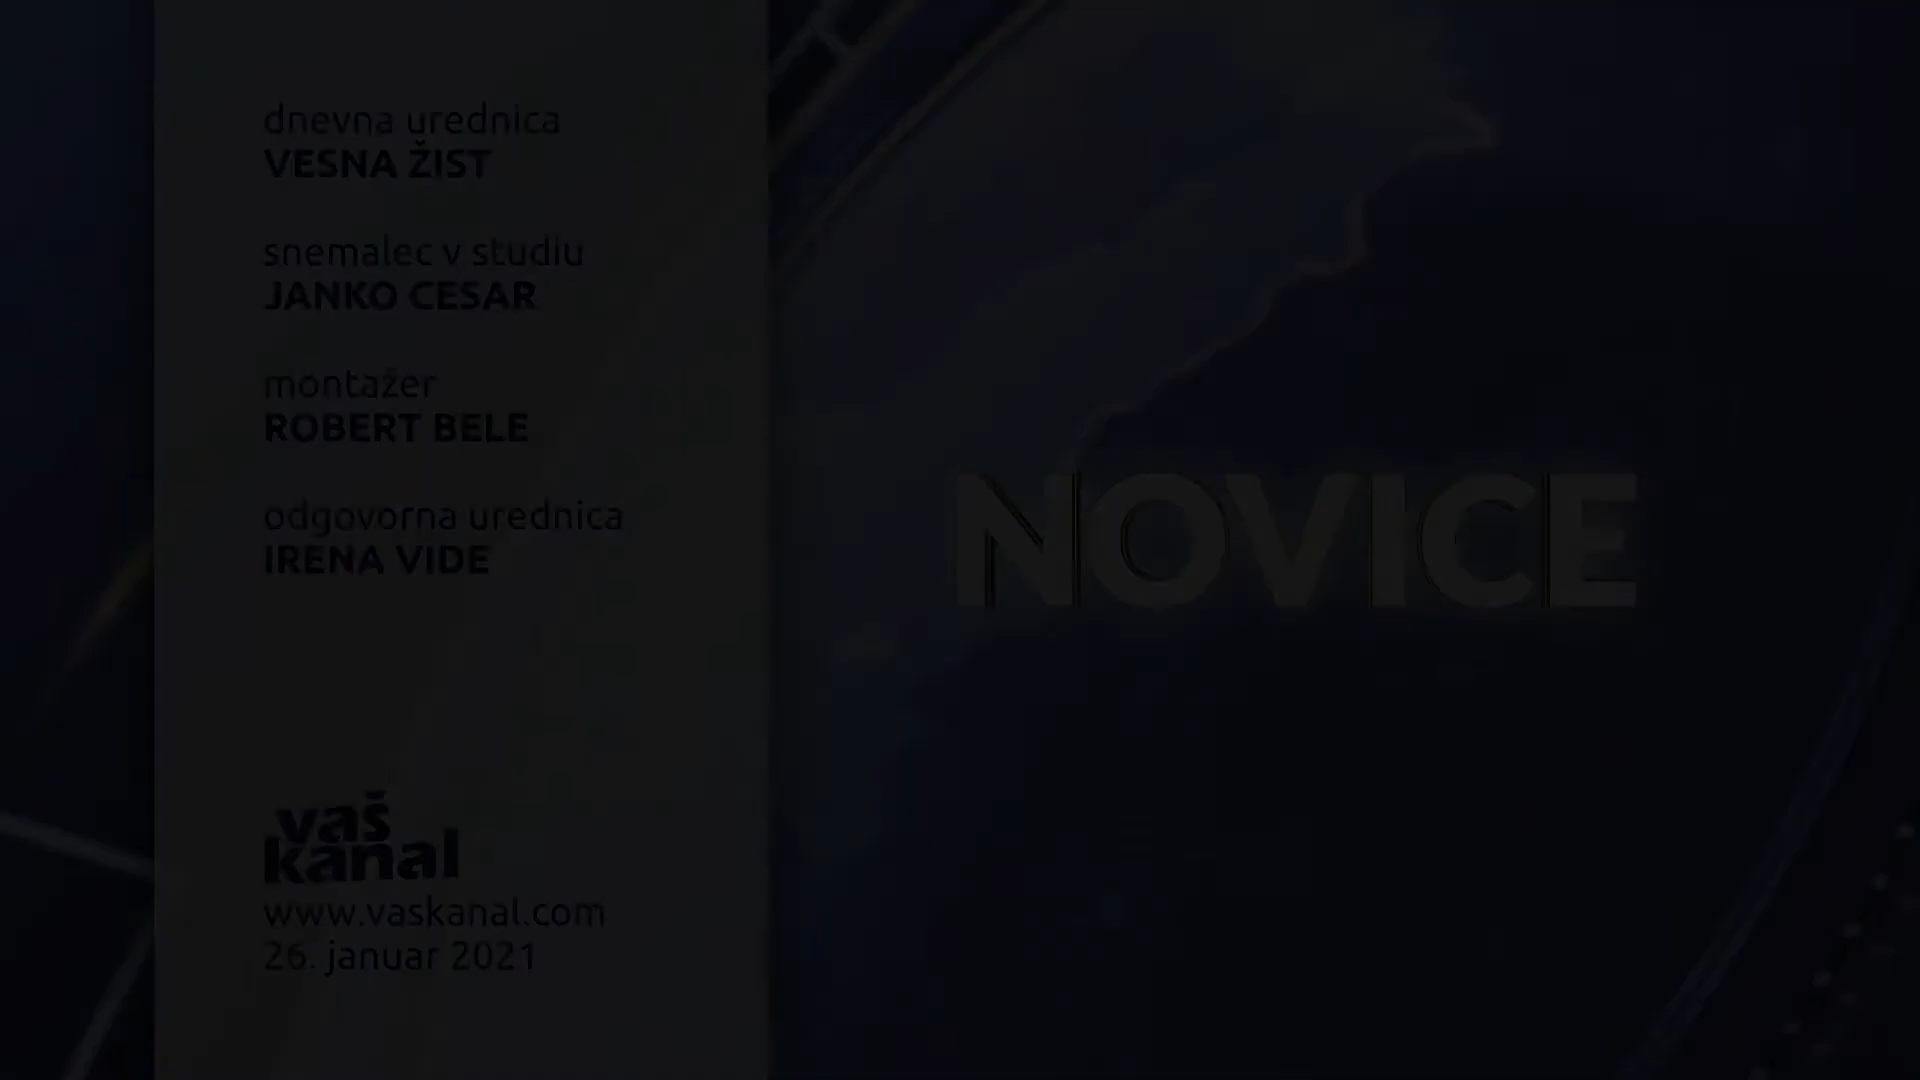 dnevna urednica
VESNA ŽIST
snemalec v studiu
JANKO CESAR
montažer
ROBERT BELE
odgovorna urednica
IRENA VIDE
vaš
kanal
www.vaskanal.com
26. januar 2021
NOVICE